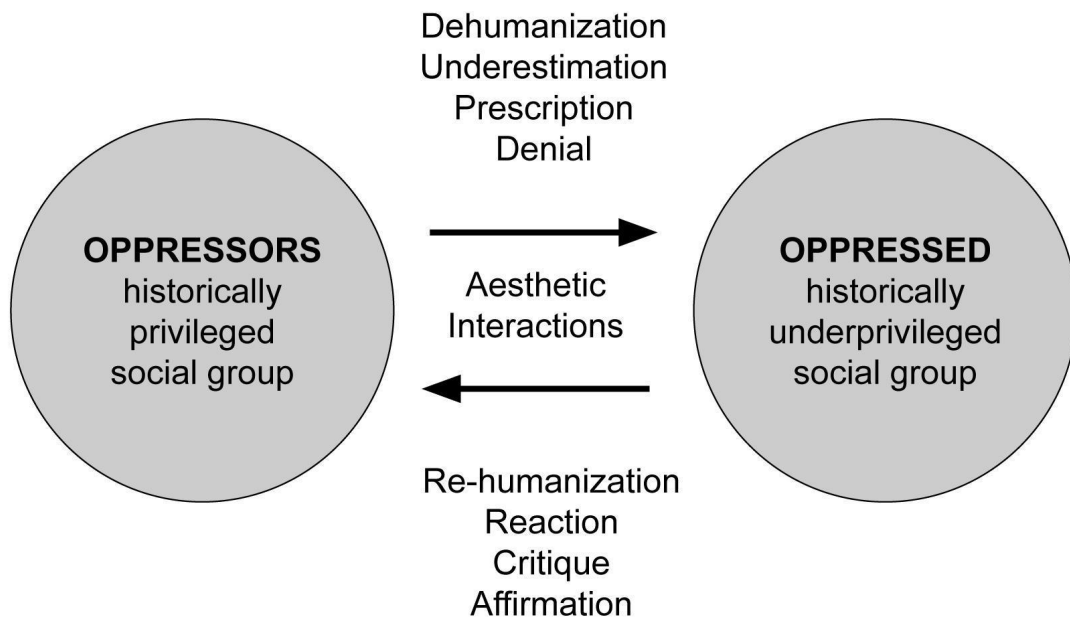 Dehumanization
Underestimation
Prescription
Denial
OPPRESSORS
historically
privileged
social group
Aesthetic
Interactions
OPPRESSED
historically
underprivileged
social group
Re-humanization
Reaction
Critique
Affirmation